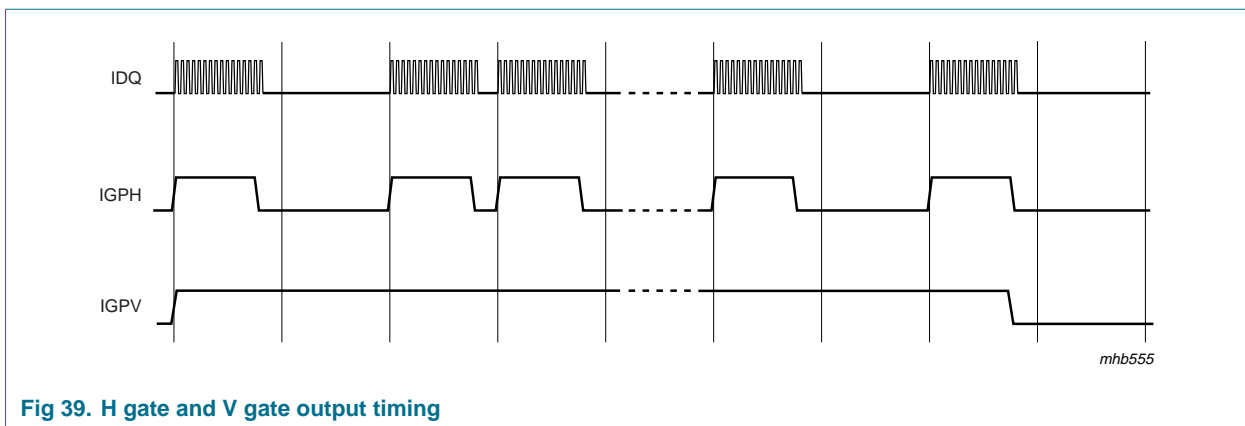 IDQ
IGPH
IGPV
mhb555
Fig 39. H gate and V gate output timing